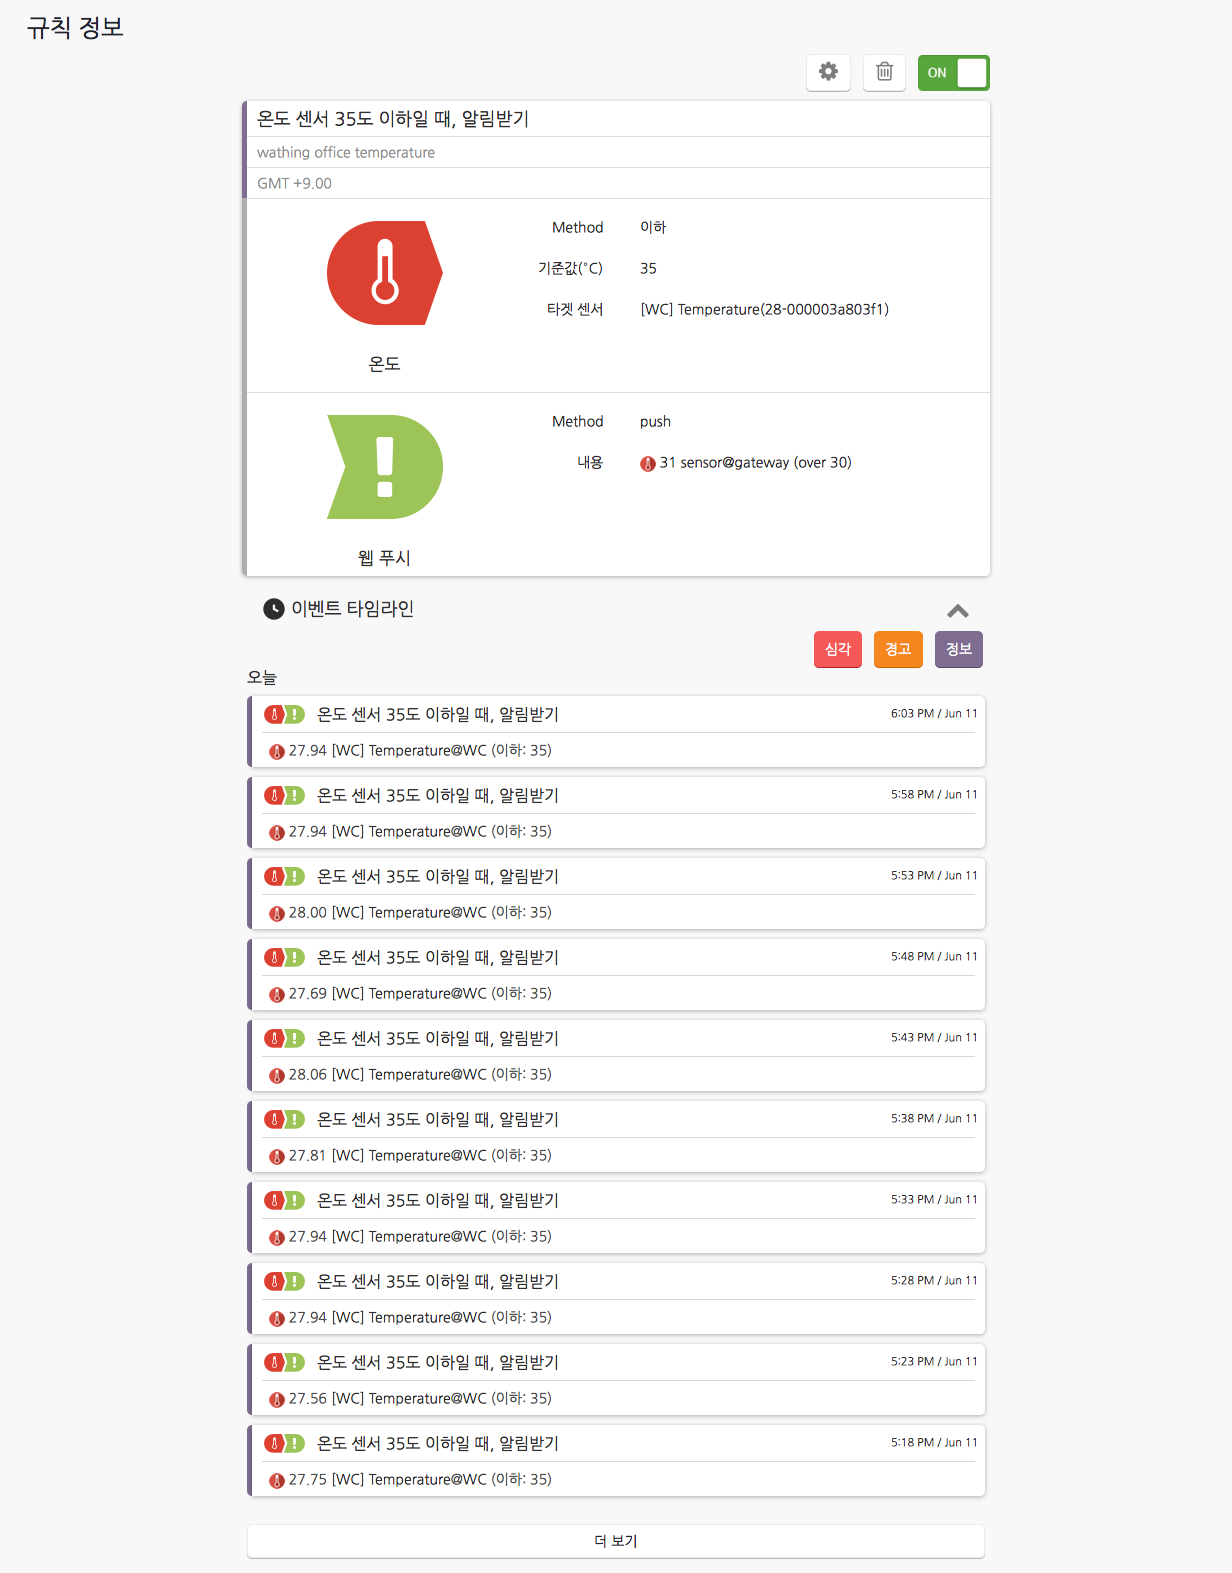 규칙 정보
ON
온도 센서 35도 이하일 때, 알림받기
wathing office temperature
GMT +9.00
Method 이하
기준값(°C) 35
타겟 센서 [WC] Temperature(28-000003a803f1)
온도
Method push
내용 31 sensor@gateway (over 30)
웹 푸시
이벤트 타임라인
심각 경고 정보
오늘
온도 센서 35도 이하일 때, 알림받기 6:03 PM / Jun 11
27.94 [WC] Temperature@WC (이하: 35)
온도 센서 35도 이하일 때, 알림받기 5:58 PM / Jun 11
27.94 [WC] Temperature@WC (이하: 35)
온도 센서 35도 이하일 때, 알림받기 5:53 PM / Jun 11
28.00 [WC] Temperature@WC (이하: 35)
온도 센서 35도 이하일 때, 알림받기 5:48 PM / Jun 11
27.69 [WC] Temperature@WC (이하: 35)
온도 센서 35도 이하일 때, 알림받기 5:43 PM / Jun 11
28.06 [WC] Temperature@WC (이하: 35)
온도 센서 35도 이하일 때, 알림받기 5:38 PM / Jun 11
27.81 [WC] Temperature@WC (이하: 35)
온도 센서 35도 이하일 때, 알림받기 5:33 PM / Jun 11
27.94 [WC] Temperature@WC (이하: 35)
온도 센서 35도 이하일 때, 알림받기 5:28 PM / Jun 11
27.94 [WC] Temperature@WC (이하: 35)
온도 센서 35도 이하일 때, 알림받기 5:23 PM / Jun 11
27.56 [WC] Temperature@WC (이하: 35)
온도 센서 35도 이하일 때, 알림받기 5:18 PM / Jun 11
27.75 [WC] Temperature@WC (이하: 35)
더 보기